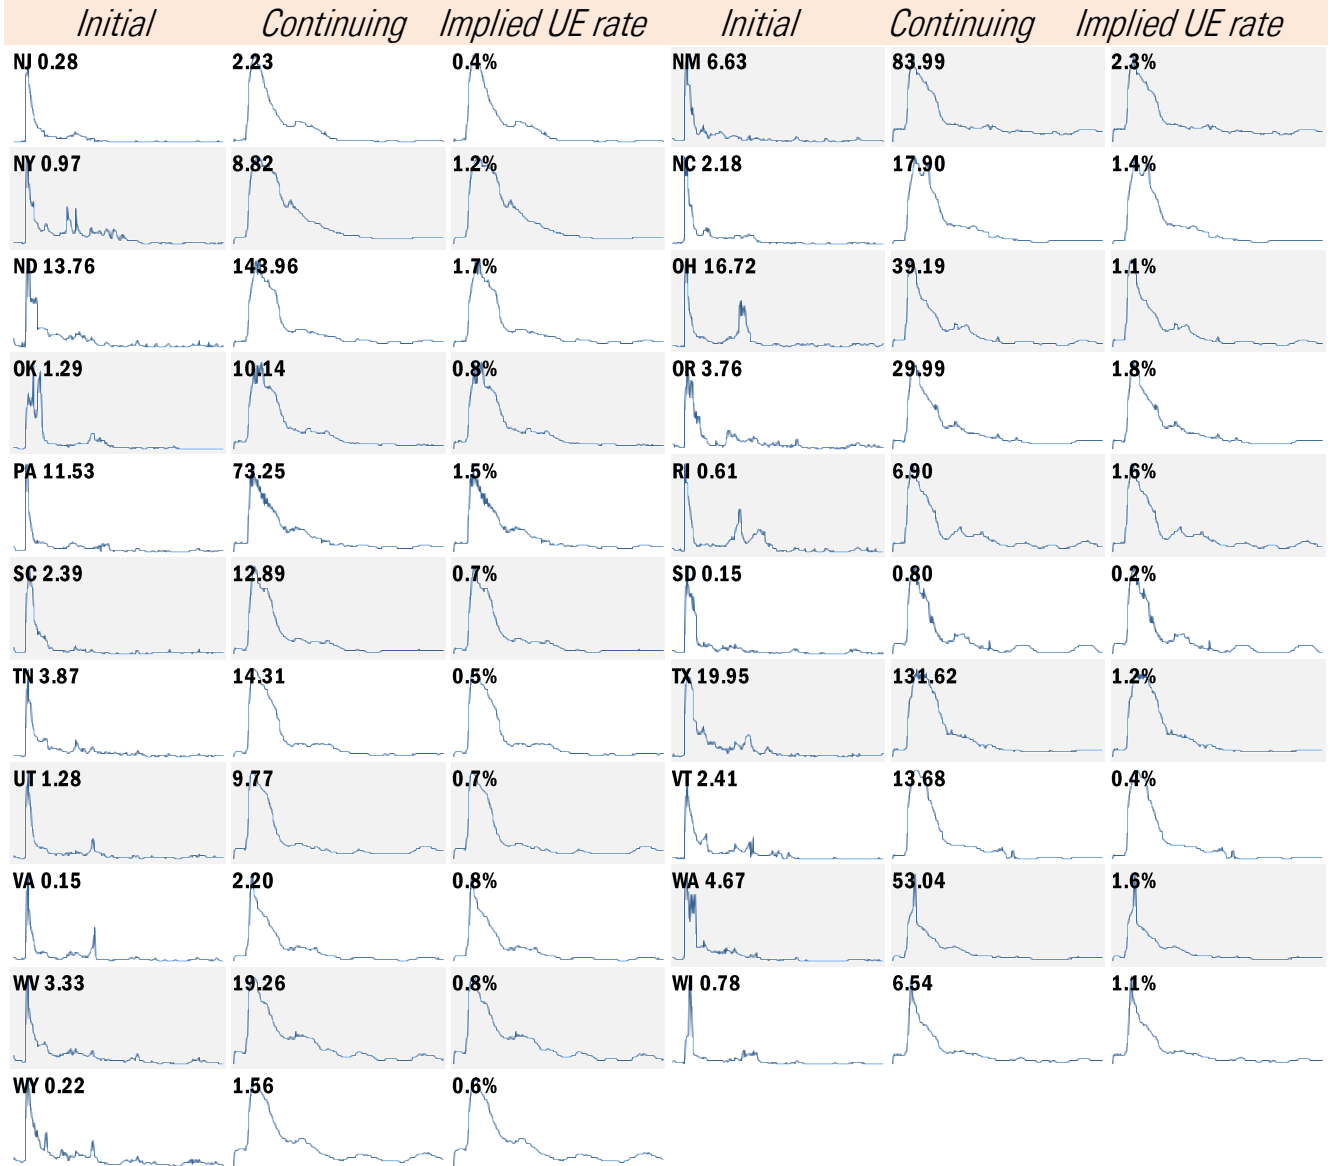 Initial Continuing Implied UE rate Initial Continuing Implied UE rate
NJ 0.28 2.23 0.4% NM 6.63 83.99 2.3%
NY 0.97 8.82 1.2% NC 2.18 17.90 1.4%
ND 13.76 143.96 1.7% OH 16.72 39.19 1.1%
OK 1.29 10.14 0.8% OR 3.76 29.99 1.8%
PA 11.53 73.25 1.5% RI 0.61 6.90 1.6%
SC 2.39 12.89 0.7% SD 0.15 0.80 0.2%
TN 3.87 14.31 0.5% TX 19.95 131.62 1.2%
UT 1.28 9.77 0.7% VT 2.41 13.68 0.4%
VA 0.15 2.20 0.8% WA 4.67 53.04 1.6%
WV 3.33 19.26 0.8% WI 0.78 6.54 1.1%
WY 0.22 1.56 0.6%